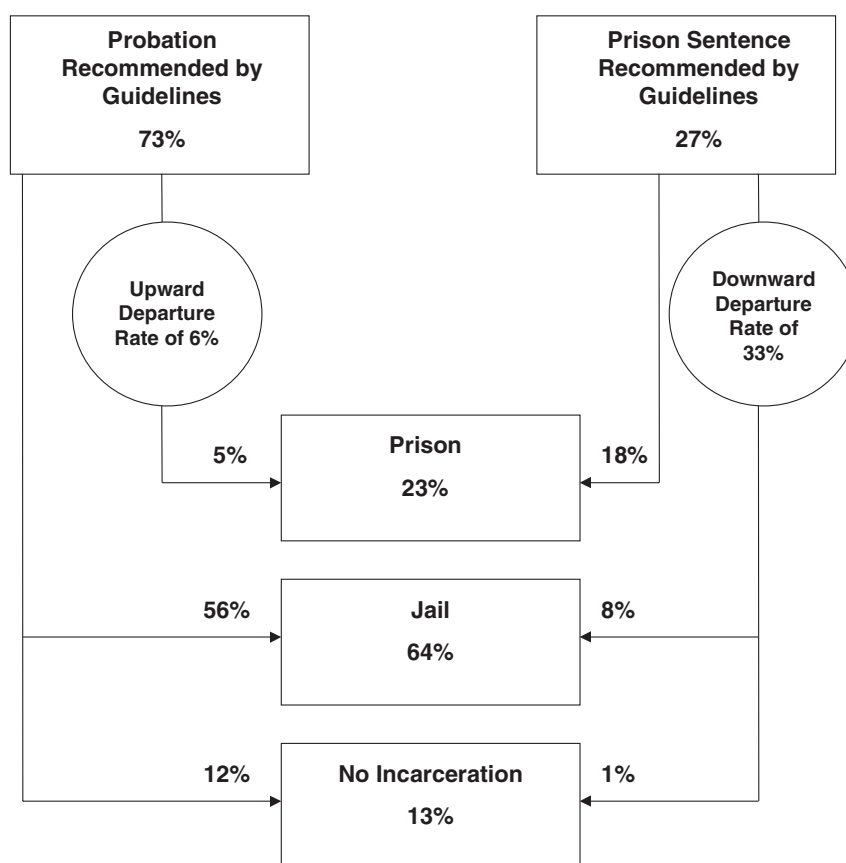 Probation
Recommended by
Guidelines
73%
Prison Sentence
Recommended by
Guidelines
27%
Upward
Departure
Rate of 6%
Downward
Departure
Rate of
33%
5%
Prison
23%
18%
56%
Jail
64%
8%
12%
No Incarceration
13%
1%